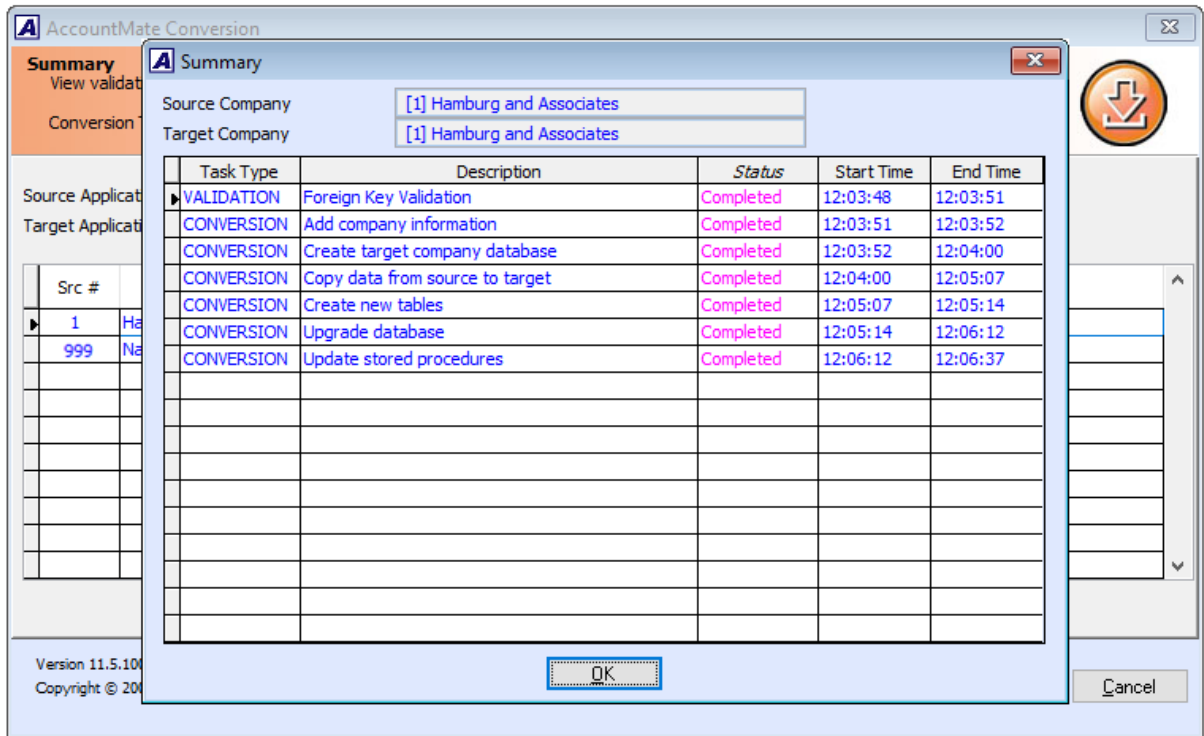 AccountMate Conversion
Summary
View validat
Conversion
Source Applicat
Target Applicati
Src #
1 Ha
999 Na
Version 11.5.100
Copyright © 200
Cancel
Summary
Source Company [1] Hamburg and Associates
Target Company [1] Hamburg and Associates
Task Type Description Status Start Time End Time
VALIDATION Foreign Key Validation Completed 12:03:48 12:03:51
CONVERSION Add company information Completed 12:03:51 12:03:52
CONVERSION Create target company database Completed 12:03:52 12:04:00
CONVERSION Copy data from source to target Completed 12:04:00 12:05:07
CONVERSION Create new tables Completed 12:05:07 12:05:14
CONVERSION Upgrade database Completed 12:05:14 12:06:12
CONVERSION Update stored procedures Completed 12:06:12 12:06:37
OK